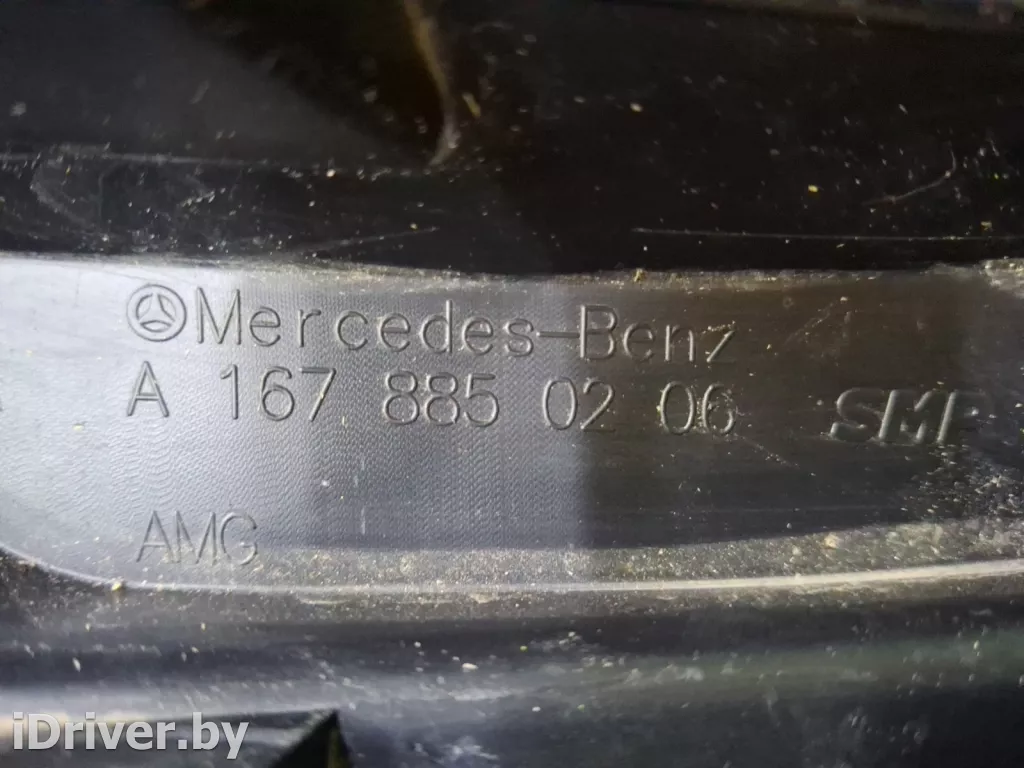 Mercedes-Benz
A 167 885 02 06
SMP
AMG
iDriver.by